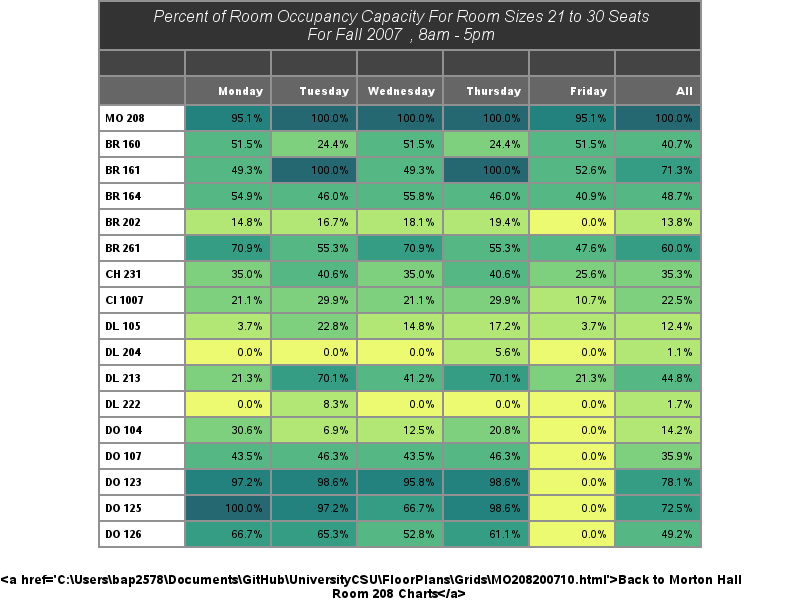 Percent of Room Occupancy Capacity For Room Sizes 21 to 30 Seats
For Fall 2007 , 8am - 5pm
Monday Tuesday Wednesday Thursday Friday All
MO 208 95.1% 100.0% 100.0% 100.0% 95.1% 100.0%
BR 160 51.5% 24.4% 51.5% 24.4% 51.5% 40.7%
BR 161 49.3% 100.0% 49.3% 100.0% 52.6% 71.3%
BR 164 54.9% 46.0% 55.8% 46.0% 40.9% 48.7%
BR 202 14.8% 16.7% 18.1% 19.4% 0.0% 13.8%
BR 261 70.9% 55.3% 70.9% 55.3% 47.6% 60.0%
CH 231 35.0% 40.6% 35.0% 40.6% 25.6% 35.3%
CI 1007 21.1% 29.9% 21.1% 29.9% 10.7% 22.5%
DL 105 3.7% 22.8% 14.8% 17.2% 3.7% 12.4%
DL 204 0.0% 0.0% 0.0% 5.6% 0.0% 1.1%
DL 213 21.3% 70.1% 41.2% 70.1% 21.3% 44.8%
DL 222 0.0% 8.3% 0.0% 0.0% 0.0% 1.7%
DO 104 30.6% 6.9% 12.5% 20.8% 0.0% 14.2%
DO 107 43.5% 46.3% 43.5% 46.3% 0.0% 35.9%
DO 123 97.2% 98.6% 95.8% 98.6% 0.0% 78.1%
DO 125 100.0% 97.2% 66.7% 98.6% 0.0% 72.5%
DO 126 66.7% 65.3% 52.8% 61.1% 0.0% 49.2%
<a href='C:\Users\bap2578\Documents\GitHub\UniversityCSU\FloorPlans\Grids\MO208200710.html'>Back to Morton Hall
Room 208 Charts</a>